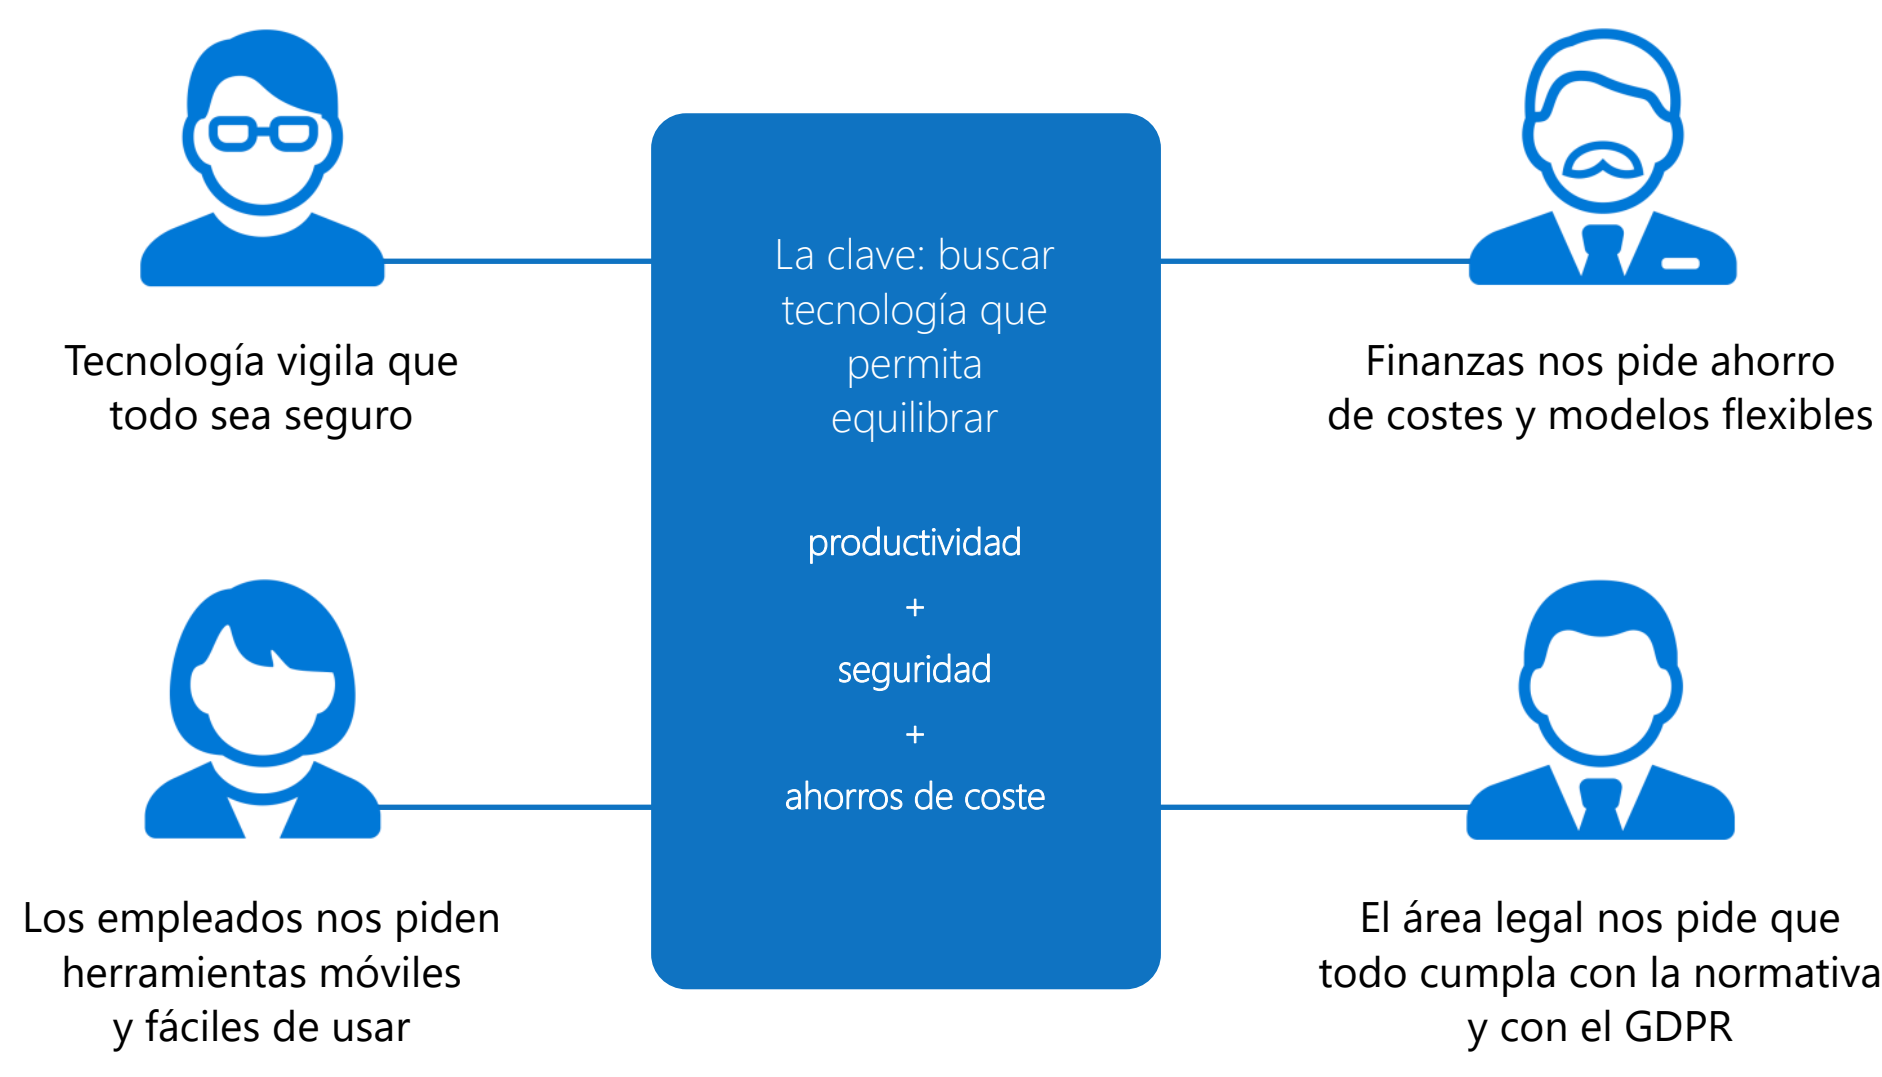 Tecnología vigila que
todo sea seguro
Los empleados nos piden
herramientas móviles
y fáciles de usar
La clave: buscar
tecnología que
permita
equilibrar
productividad
+
seguridad
+
ahorros de coste
Finanzas nos pide ahorro
de costes y modelos flexibles
El área legal nos pide que
todo cumpla con la normativa
y con el GDPR